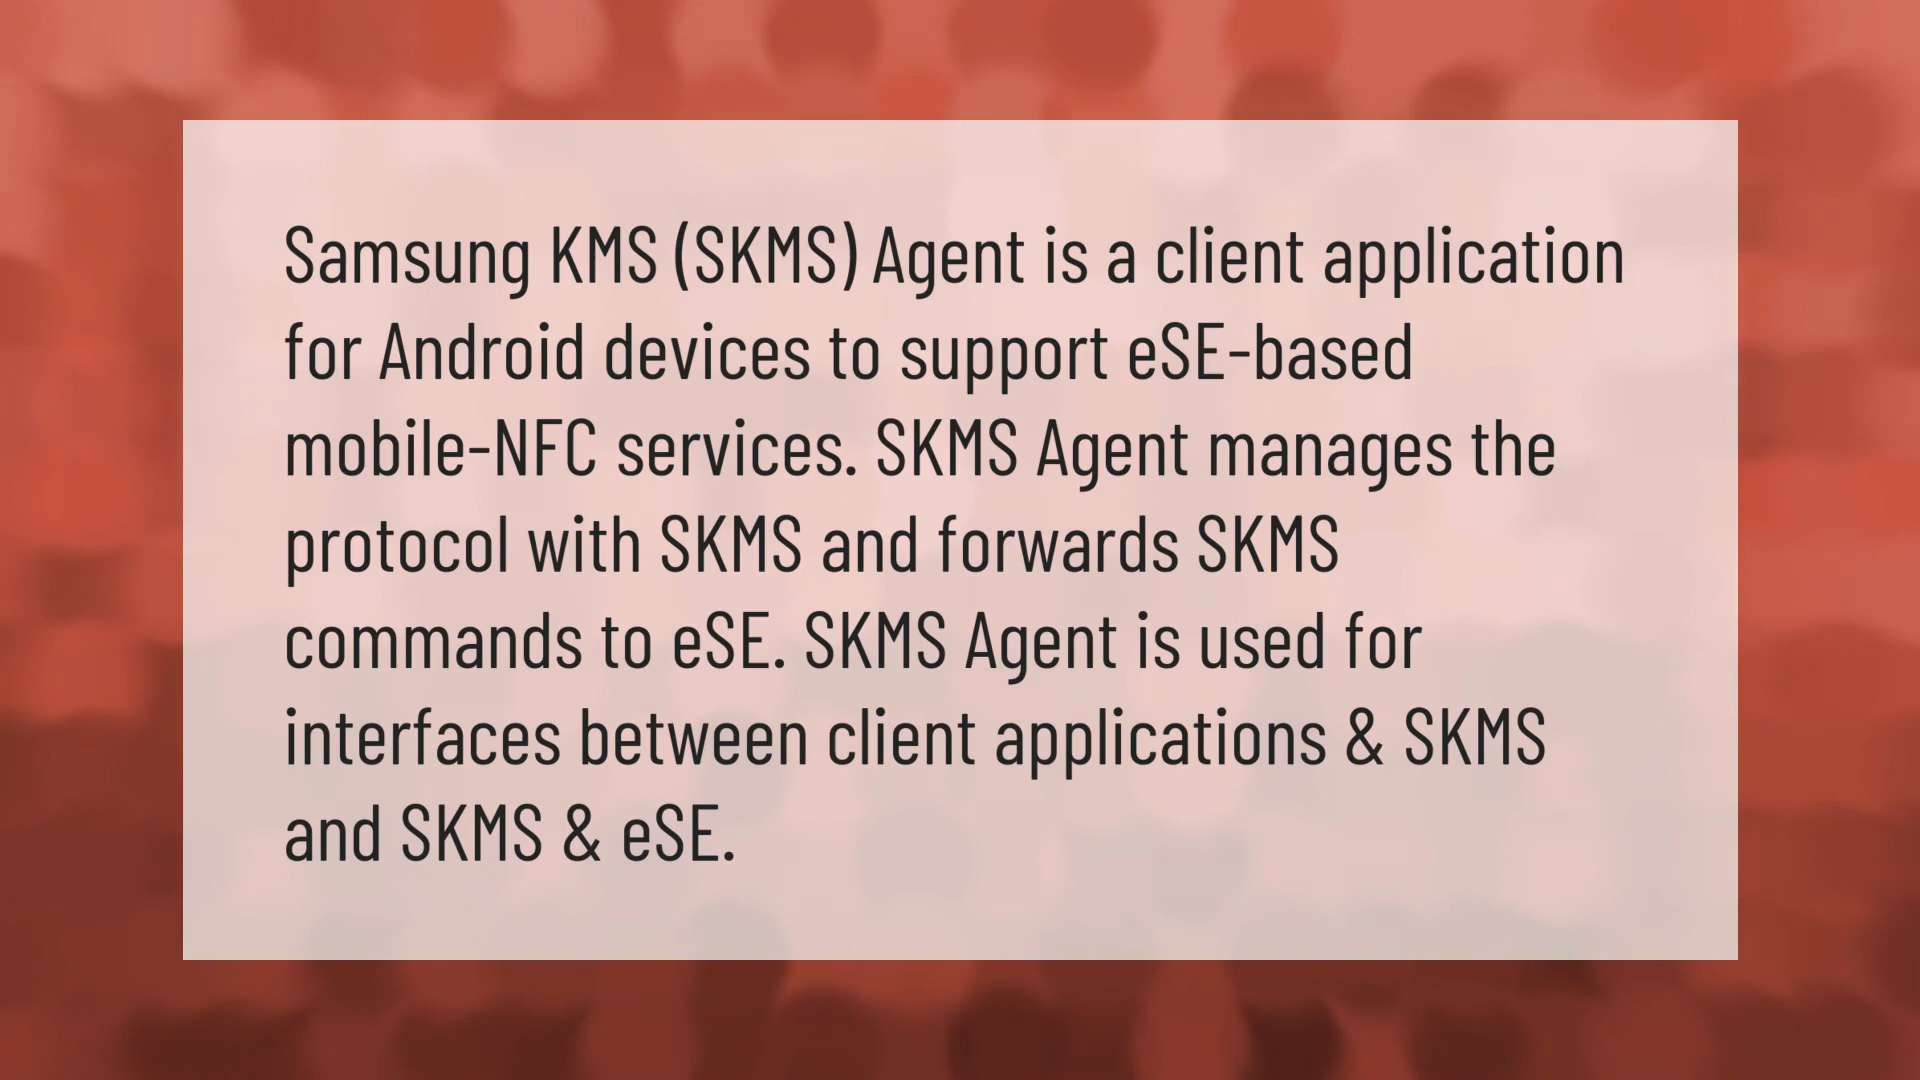 Samsung KMS (SKMS) Agent is a client application
for Android devices to support eSE-based
mobile-NFC services. SKMS Agent manages the
protocol with SKMS and forwards SKMS
commands to eSE. SKMS Agent is used for
interfaces between client applications & SKMS
and SKMS & eSE.